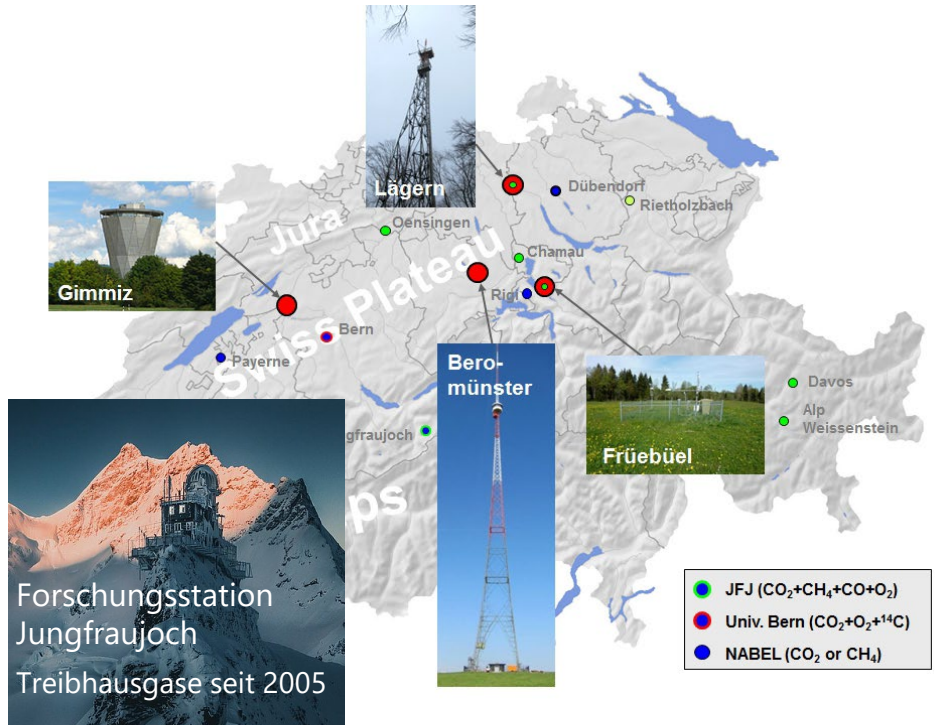 Lägern
Dübendorf
Rietholzbach
Jura
Oensingen
Swiss Plateau
Chamau
Gimmiz
Rigi
Bern
Payerne
Bero-
münster
Davos
Alp
Weissenstein
ngfraujoch
Früebüel
ps
Forschungsstation
Jungfraujoch
Treibhausgase seit 2005
JFJ (CO₂+CH₄+CO+O₂)
Univ. Bern (CO₂+O₂+¹⁴C)
NABEL (CO₂ or CH₄)